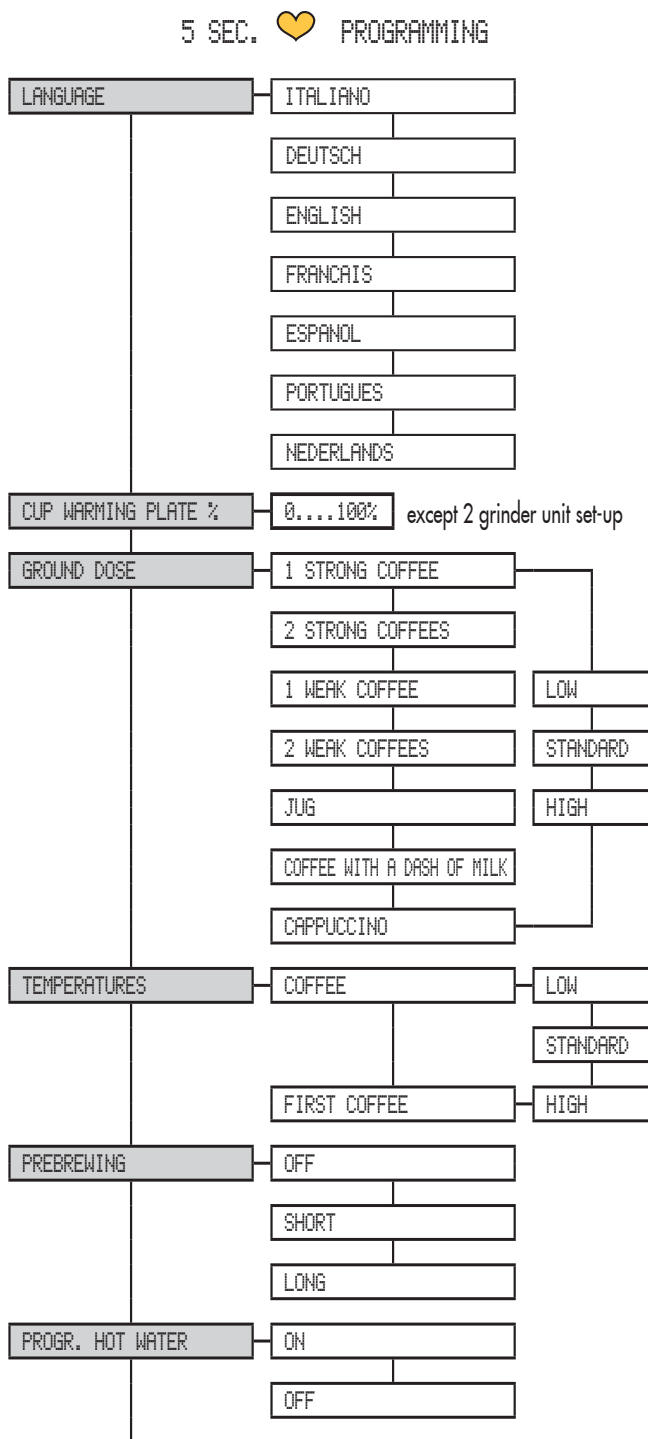 5 SEC. PROGRAMMING
LANGUAGE
ITALIANO
DEUTSCH
ENGLISH
FRANCAIS
ESPANOL
PORTUGUES
NEDERLANDS
CUP WARMING PLATE %
0....100%
except 2 grinder unit set-up
GROUND DOSE
1 STRONG COFFEE
2 STRONG COFFEES
1 WEAK COFFEE
LOW
2 WEAK COFFEES
STANDARD
JUG
HIGH
COFFEE WITH A DASH OF MILK
CAPPUCCINO
TEMPERATURES
COFFEE
LOW
STANDARD
FIRST COFFEE
HIGH
PREBREWING
OFF
SHORT
LONG
PROGR. HOT WATER
ON
OFF